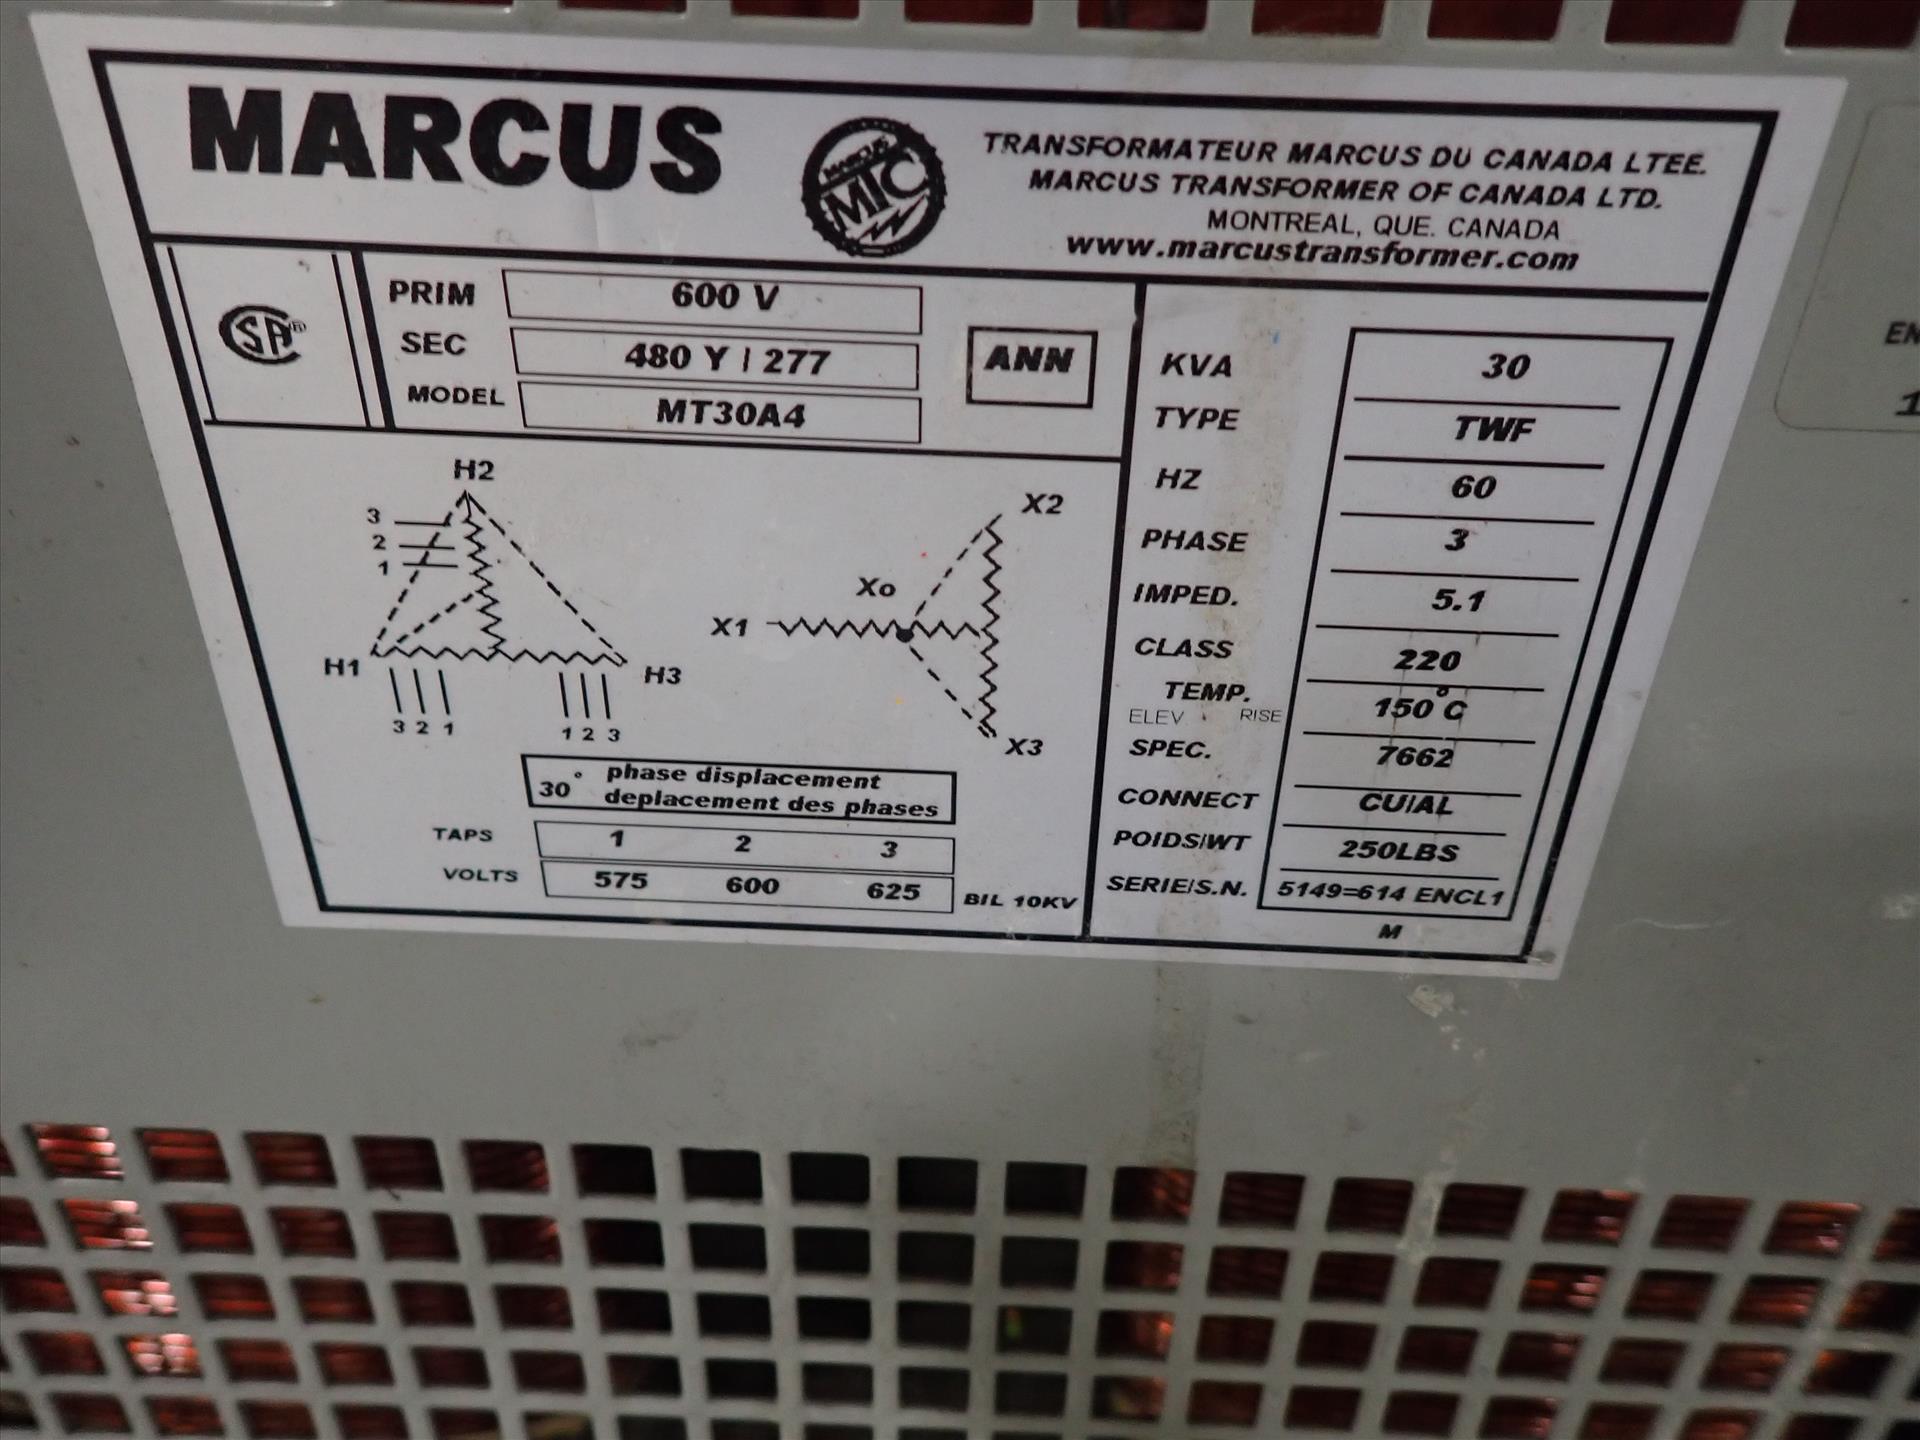 MARCUS
MARCUS
MTC
TRANSFORMATEUR MARCUS DU CANADA LTEE.
MARCUS TRANSFORMER OF CANADA LTD.
MONTREAL, QUE. CANADA
www.marcustransformer.com
SA®
PRIM 600 V
SEC 480 Y / 277
MODEL MT30A4
ANN
H2
3
2
1
H1
H3
3 2 1
1 2 3
X2
Xo
X1
X3
30° phase displacement
deplacement des phases
TAPS 1 2 3
VOLTS 575 600 625
BIL 10KV
KVA 30
TYPE TWF
HZ 60
PHASE 3
IMPED. 5.1
CLASS 220
TEMP. 150°C
ELEV. RISE
SPEC. 7662
CONNECT CU/AL
POIDS/WT 250LBS
SERIE/S.N. 5149=614 ENCL1
M
EN
1